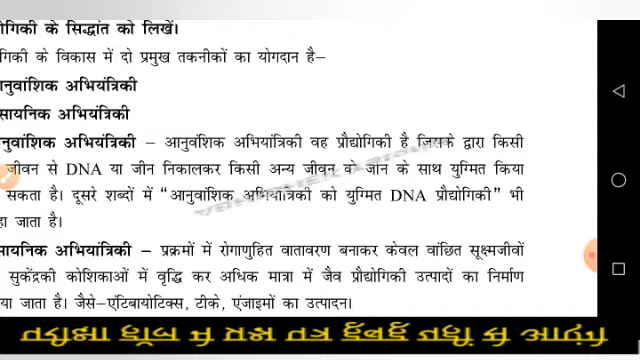 योगिकी के सिद्धांत को लिखें।
गिकी के विकास में दो प्रमुख तकनीकों का योगदान है–
नुवांशिक अभियंत्रिकी
सायनिक अभियंत्रिकी
नुवांशिक अभियंत्रिकी – आनुवंशिक अभियांत्रिकी वह प्रौद्योगिकी है जिसके द्वारा किसी
जीवन से DNA या जीन निकालकर किसी अन्य जीवन के जीन के साथ युग्मित किया
सकता है। दूसरे शब्दों में “आनुवांशिक अभियांत्रिकी को युग्मित DNA प्रौद्योगिकी” भी
हा जाता है।
सायनिक अभियांत्रिकी – प्रक्रमों में रोगाणुहित वातावरण बनाकर केवल वांछित सूक्ष्मजीवों
सुकेंद्रकी कोशिकाओं में वृद्धि कर अधिक मात्रा में जैव प्रौद्योगिकी उत्पादों का निर्माण
या जाता है। जैसे–एंटिबायोटिक्स, टीके, एंजाइमों का उत्पादन।